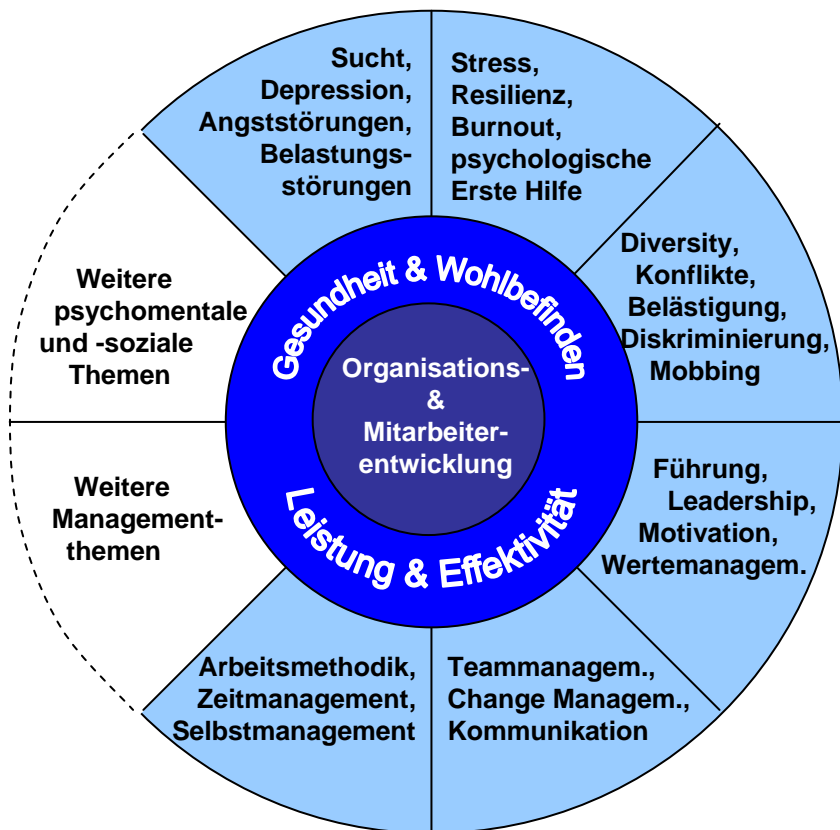 Sucht,
Depression,
Angststörungen,
Belastungs-
störungen
Stress,
Resilienz,
Burnout,
psychologische
Erste Hilfe
Diversity,
Konflikte,
Belästigung,
Diskriminierung,
Mobbing
Weitere
psychomentale
und -soziale
Themen
Gesundheit & Wohlbefinden
Organisations-
&
Mitarbeiter-
entwicklung
Leistung & Effektivität
Führung,
Leadership,
Motivation,
Wertemanagem.
Weitere
Management-
themen
Arbeitsmethodik,
Zeitmanagement,
Selbstmanagement
Teammanagem.,
Change Managem.,
Kommunikation